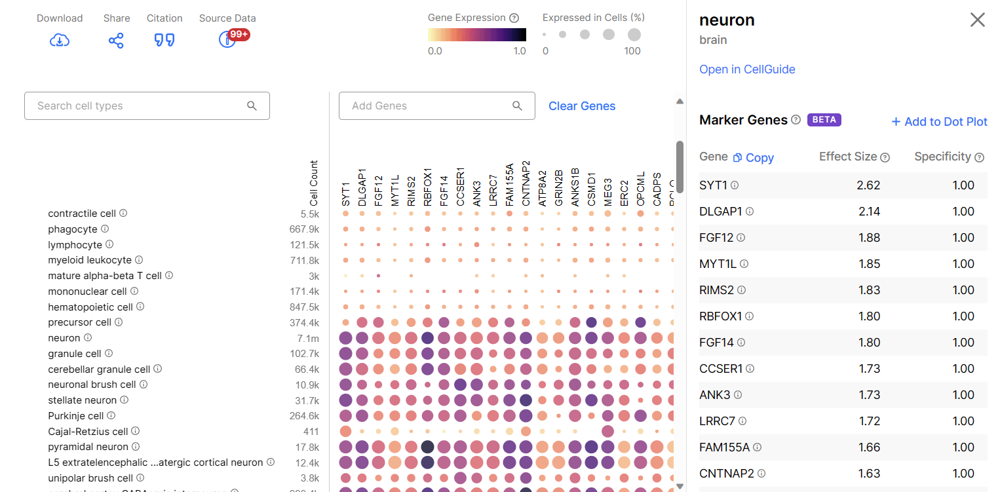 Download Share Citation Source Data
99+
Gene Expression
0.0 1.0
Expressed in Cells (%)
0 100
Search cell types
Add Genes
Clear Genes
Cell Count
SYT1 DLGAP1 FGF12 MYT1L RIMS2 RBFOX1 FGF14 CCSER1 ANK3 LRRC7 FAM155A CNTNAP2 ATP8A2 GRIN2B ANKS1B CSMD1 MEG3 ERC2 OPCML CADPS
contractile cell 5.5k
phagocyte 667.9k
lymphocyte 121.5k
myeloid leukocyte 711.8k
mature alpha-beta T cell 3k
mononuclear cell 171.4k
hematopoietic cell 847.5k
precursor cell 374.4k
neuron 7.1m
granule cell 102.7k
cerebellar granule cell 66.4k
neuronal brush cell 10.9k
stellate neuron 31.7k
Purkinje cell 264.6k
Cajal-Retzius cell 411
pyramidal neuron 17.8k
L5 extratelencephalic ...atergic cortical neuron 12.4k
unipolar brush cell 3.8k
neuron
brain
Open in CellGuide
Marker Genes BETA + Add to Dot Plot
Gene Copy Effect Size Specificity
SYT1 2.62 1.00
DLGAP1 2.14 1.00
FGF12 1.88 1.00
MYT1L 1.85 1.00
RIMS2 1.83 1.00
RBFOX1 1.80 1.00
FGF14 1.80 1.00
CCSER1 1.73 1.00
ANK3 1.73 1.00
LRRC7 1.72 1.00
FAM155A 1.66 1.00
CNTNAP2 1.63 1.00